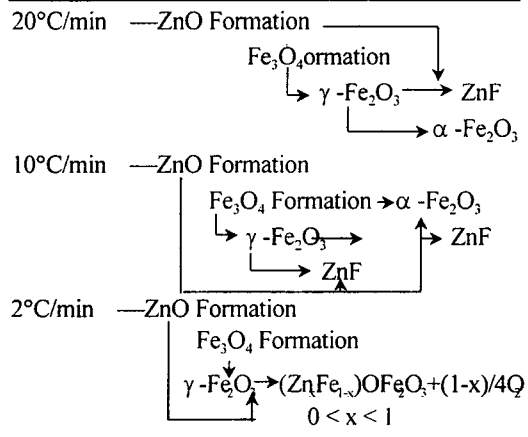 20°C/min — ZnO Formation
Fe₃O₄ormation
γ -Fe₂O₃ ZnF
α -Fe₂O₃
10°C/min — ZnO Formation
Fe₃O₄ Formation α -Fe₂O₃
γ -Fe₂O₃ ZnF
ZnF
2°C/min — ZnO Formation
Fe₃O₄ Formation
γ -Fe₂O₃ (ZnₓFe₁₋ₓ)OFe₂O₃+(1-x)/4O₂
0 < x < 1